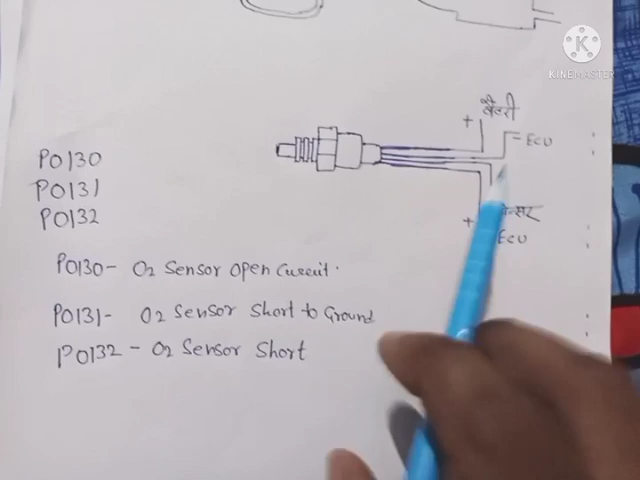 KINEMASTER
बैटरी
+
= ECU
P0130
P0131
P0132
+
ECU
P0130- O2 Sensor Open Curcuit.
P0131- O2 Sensor Short to Ground
P0132 - O2 Sensor Short